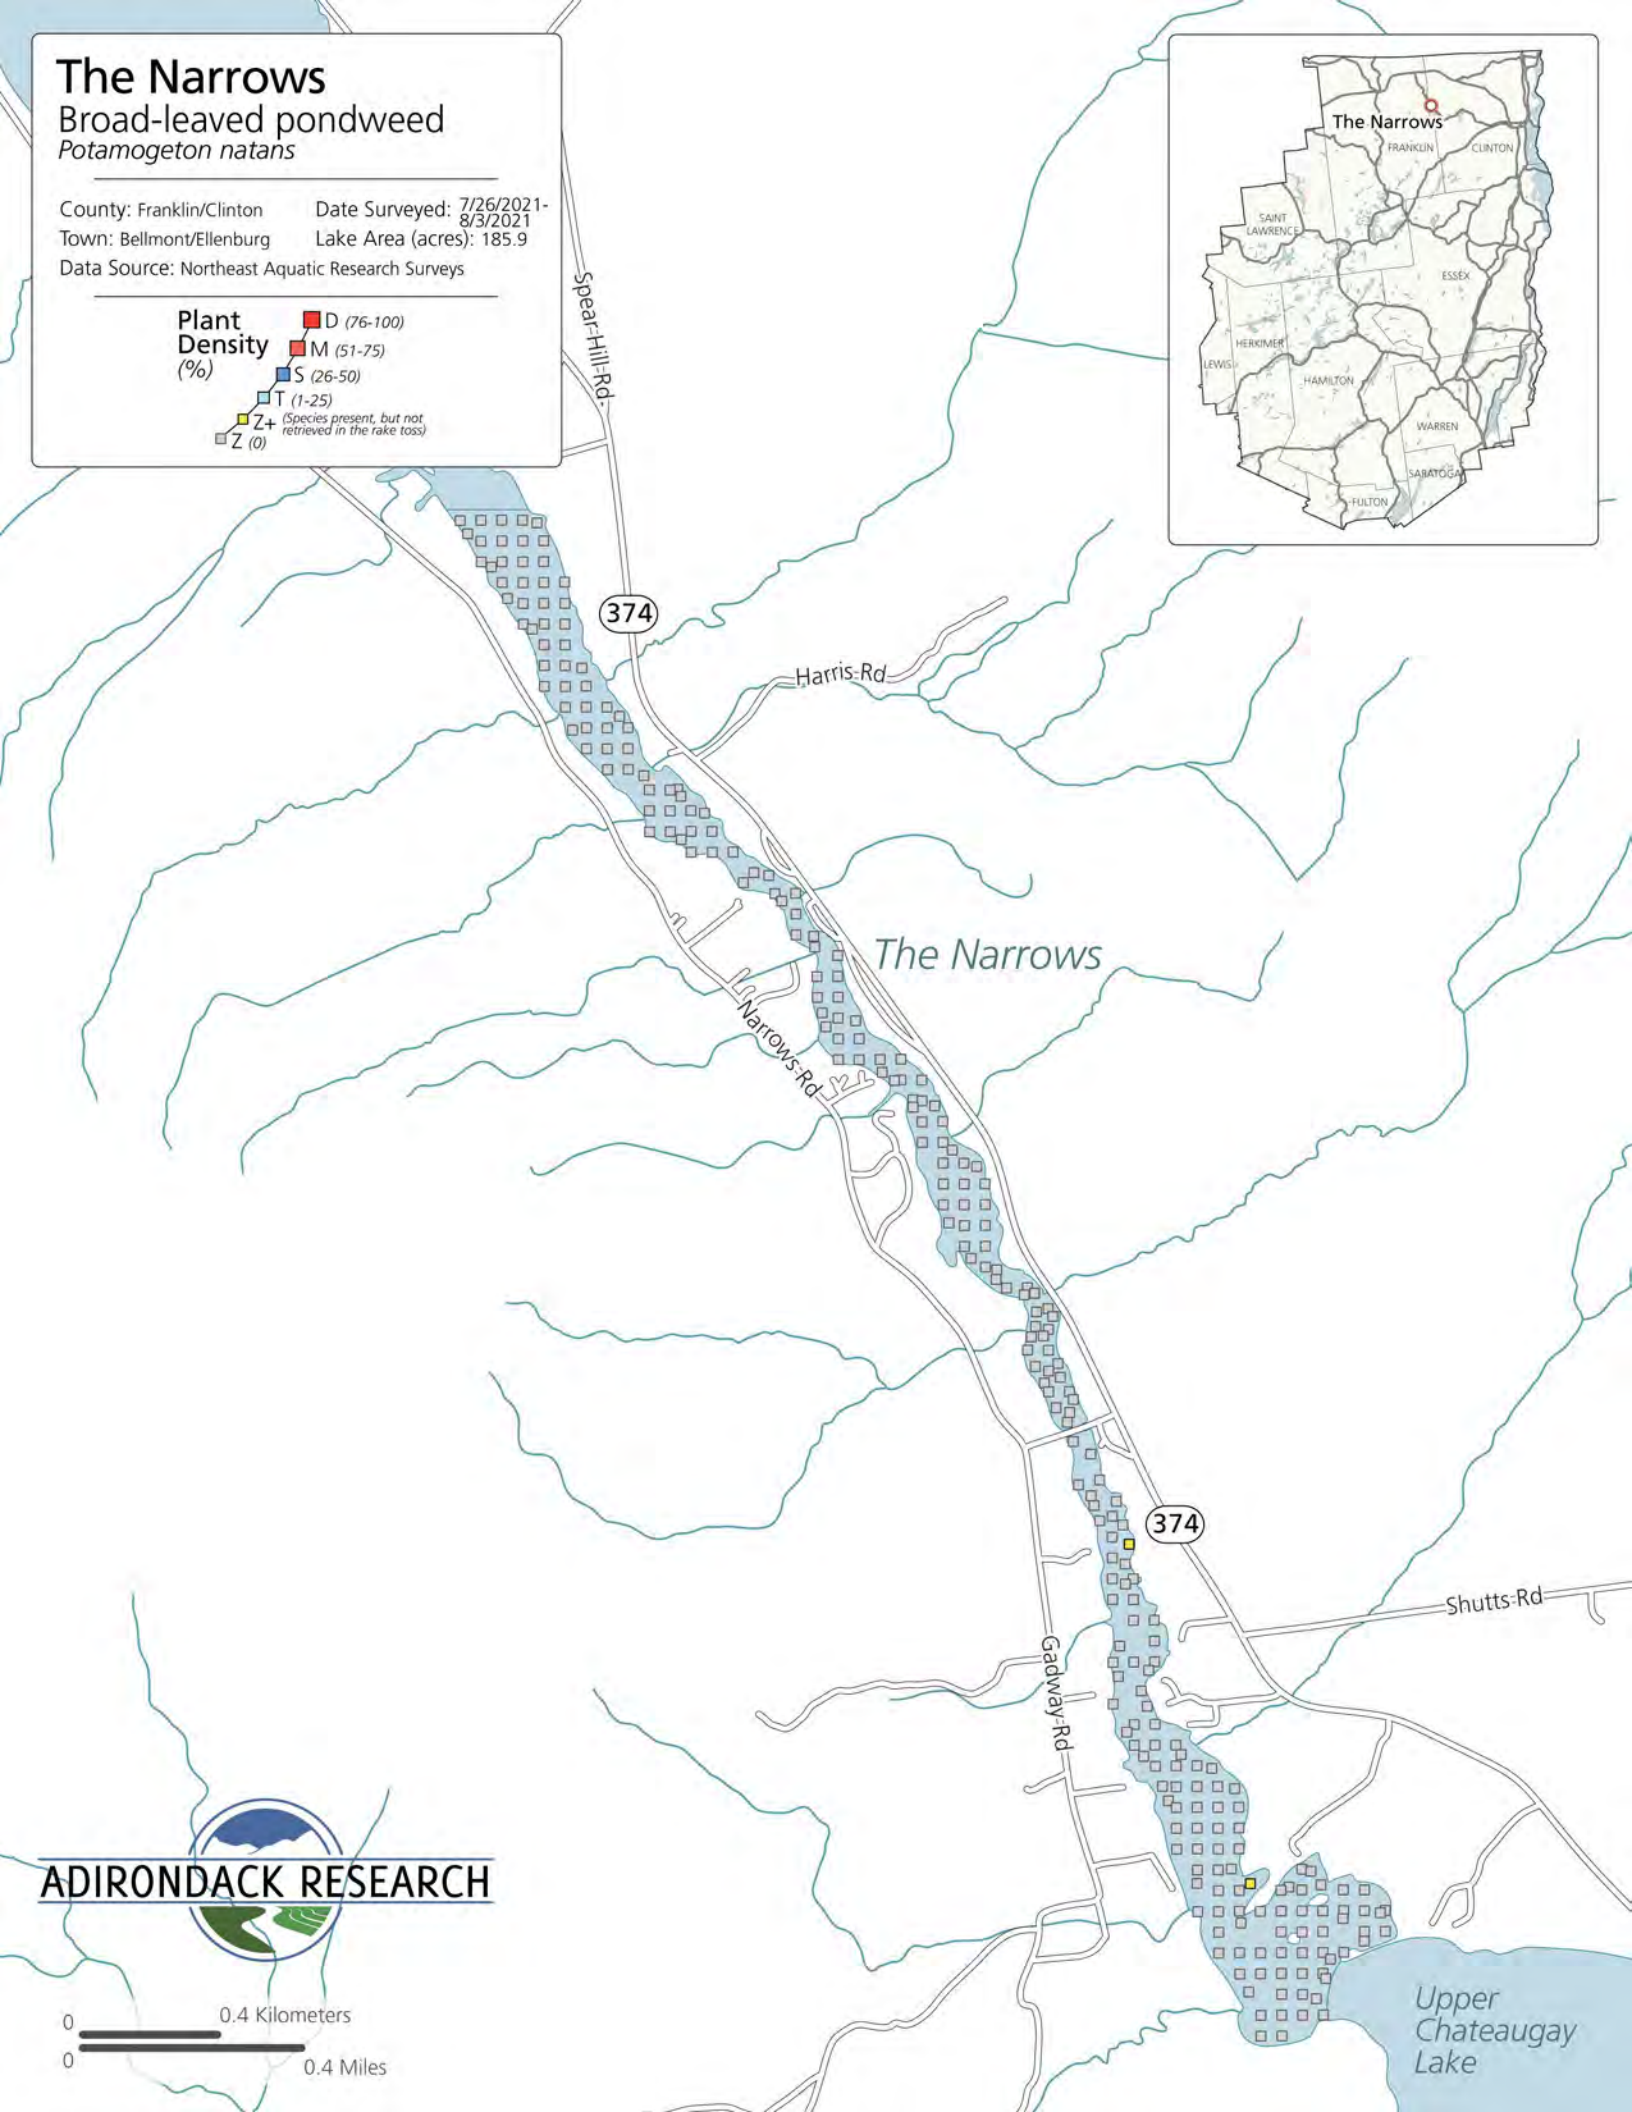 The Narrows
Broad-leaved pondweed
Potamogeton natans
County: Franklin/Clinton
Date Surveyed: 7/26/2021-
8/3/2021
Town: Bellmont/Ellenburg
Lake Area (acres): 185.9
Data Source: Northeast Aquatic Research Surveys
Plant
Density
(%)
D (76-100)
M (51-75)
S (26-50)
T (1-25)
Z+ (Species present, but not
retrieved in the rake toss)
Z (0)
The Narrows
FRANKLIN
CLINTON
SAINT
LAWRENCE
ESSEX
HERKIMER
LEWIS
HAMILTON
WARREN
SARATOGA
FULTON
Spear-Hill-Rd-
374
Harris-Rd
The Narrows
Narrows-Rd
374
Shutts-Rd
Gadway-Rd
ADIRONDACK RESEARCH
0
0.4 Kilometers
0
0.4 Miles
Upper
Chateaugay
Lake